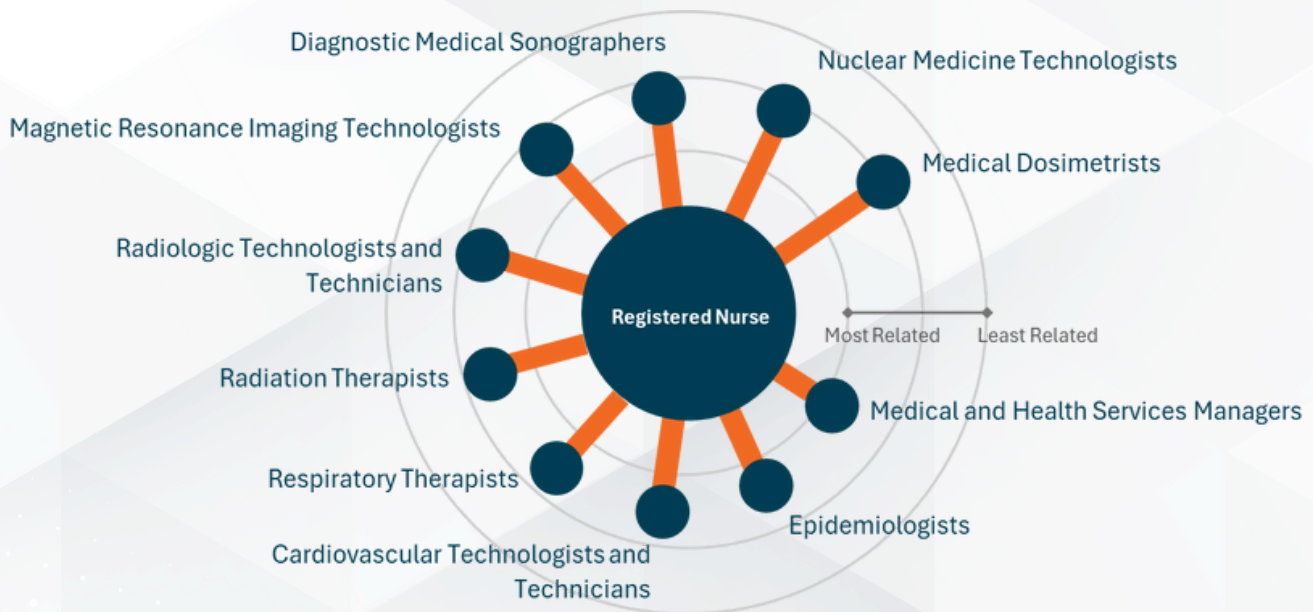 Diagnostic Medical Sonographers
Nuclear Medicine Technologists
Magnetic Resonance Imaging Technologists
Medical Dosimetrists
Radiologic Technologists and
Technicians
Registered Nurse
Most Related
Least Related
Radiation Therapists
Medical and Health Services Managers
Respiratory Therapists
Epidemiologists
Cardiovascular Technologists and
Technicians